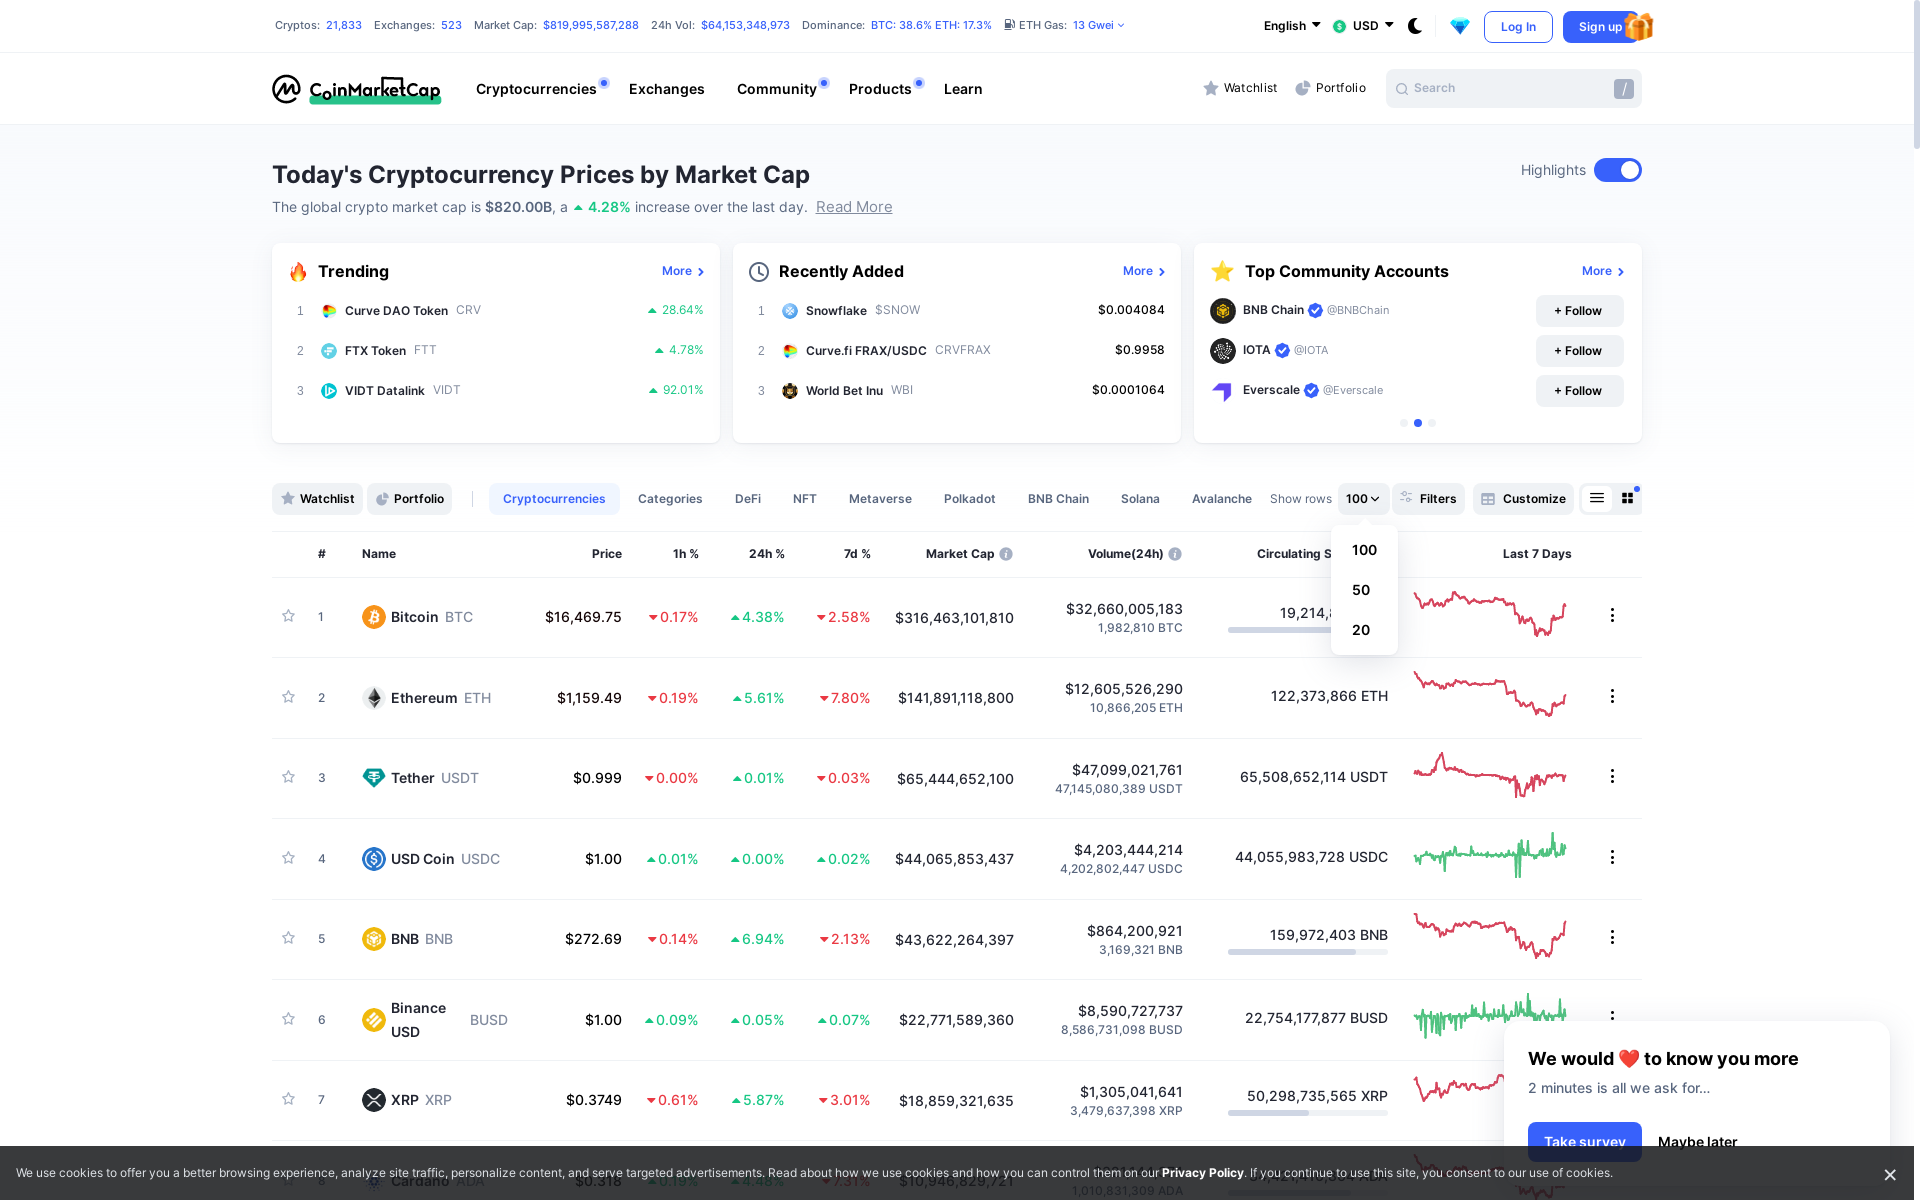 Cryptos: 21,833 Exchanges: 523 Market Cap: $819,995,587,288 24h Vol: $64,153,348,973 Dominance: BTC: 38.6% ETH: 17.3% ETH Gas: 13 Gwei
English USD Log In Sign up
CoinMarketCap Cryptocurrencies Exchanges Community Products Learn Watchlist Portfolio Search /
Today's Cryptocurrency Prices by Market Cap
Highlights
The global crypto market cap is $820.00B, a 4.28% increase over the last day. Read More
Trending More
1 Curve DAO Token CRV 28.64%
2 FTX Token FTT 4.78%
3 VIDT Datalink VIDT 92.01%
Recently Added More
1 Snowflake $SNOW $0.004084
2 Curve.fi FRAX/USDC CRVFRAX $0.9958
3 World Bet Inu WBI $0.0001064
Top Community Accounts More
BNB Chain @BNBChain + Follow
IOTA @IOTA + Follow
Everscale @Everscale + Follow
Watchlist Portfolio Cryptocurrencies Categories DeFi NFT Metaverse Polkadot BNB Chain Solana Avalanche Show rows 100 Filters Customize
100
50
20
# Name Price 1h % 24h % 7d % Market Cap Volume(24h) Circulating S Last 7 Days
1 Bitcoin BTC $16,469.75 0.17% 4.38% 2.58% $316,463,101,810 $32,660,005,183 19,214,
1,982,810 BTC
2 Ethereum ETH $1,159.49 0.19% 5.61% 7.80% $141,891,118,800 $12,605,526,290 122,373,866 ETH
10,866,205 ETH
3 Tether USDT $0.999 0.00% 0.01% 0.03% $65,444,652,100 $47,099,021,761 65,508,652,114 USDT
47,145,080,389 USDT
4 USD Coin USDC $1.00 0.01% 0.00% 0.02% $44,065,853,437 $4,203,444,214 44,055,983,728 USDC
4,202,802,447 USDC
5 BNB BNB $272.69 0.14% 6.94% 2.13% $43,622,264,397 $864,200,921 159,972,403 BNB
3,169,321 BNB
6 Binance USD BUSD $1.00 0.09% 0.05% 0.07% $22,771,589,360 $8,590,727,737 22,754,177,877 BUSD
8,586,731,098 BUSD
7 XRP XRP $0.3749 0.61% 5.87% 3.01% $18,859,321,635 $1,305,041,641 50,298,735,565 XRP
3,479,637,398 XRP
8 Cardano ADA $0.318 0.19% 4.48% 7.31% $10,946,829,721
1,010,831,309 ADA
We would ❤️ to know you more
2 minutes is all we ask for...
Take survey Maybe later
We use cookies to offer you a better browsing experience, analyze site traffic, personalize content, and serve targeted advertisements. Read about how we use cookies and how you can control them on our Privacy Policy. If you continue to use this site, you consent to our use of cookies.